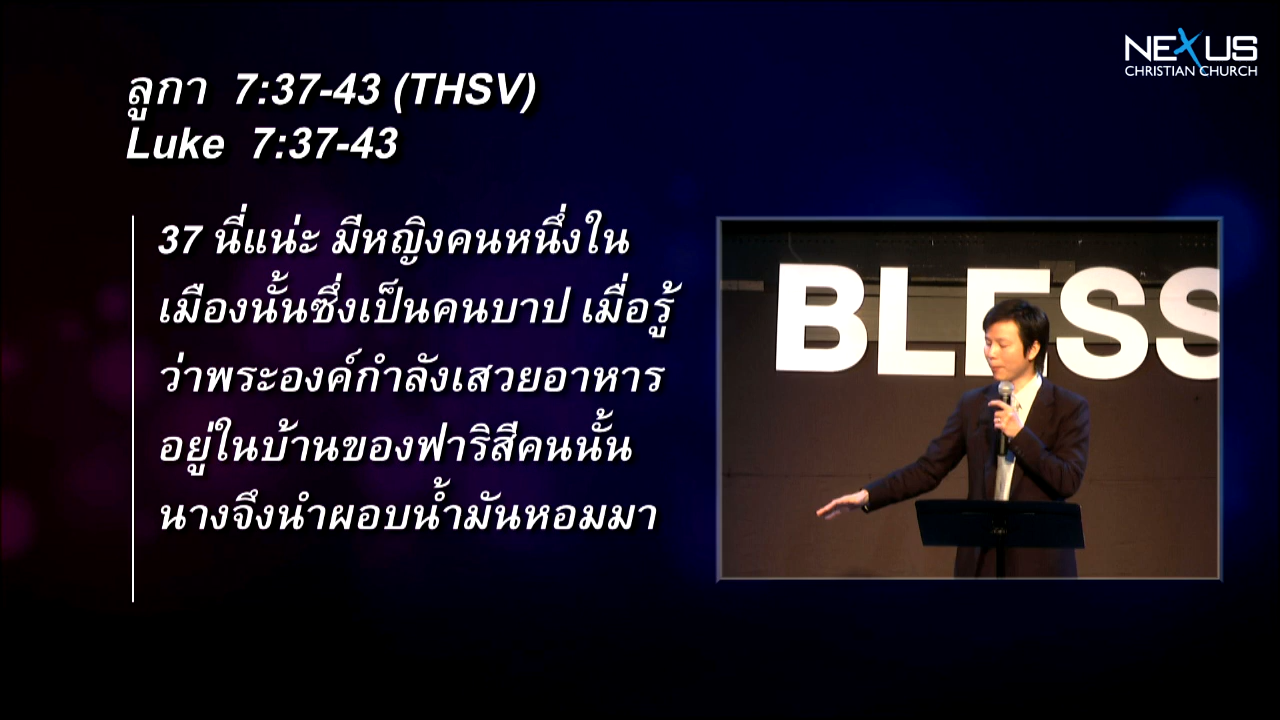 NEXUS
CHRISTIAN CHURCH
ลูกา 7:37-43 (THSV)
Luke 7:37-43
37 นี่แน่ะ มีหญิงคนหนึ่งใน
เมืองนั้นซึ่งเป็นคนบาป เมื่อรู้
ว่าพระองค์กำลังเสวยอาหาร
อยู่ในบ้านของฟาริสีคนนั้น
นางจึงนำผอบน้ำมันหอมมา
BLESS